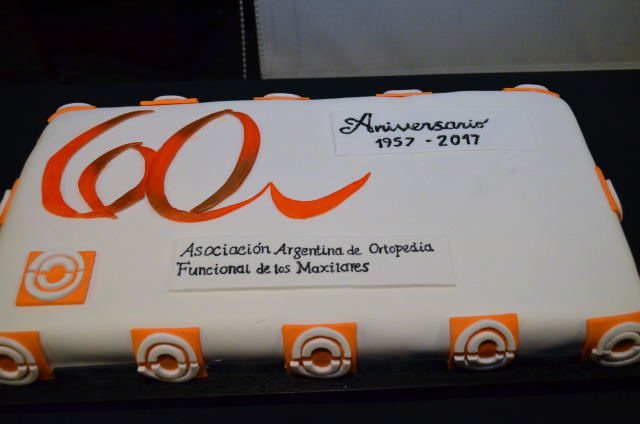 60
Aniversario
1957 - 2017
Asociación Argentina de Ortopedia
Funcional de los Maxilares